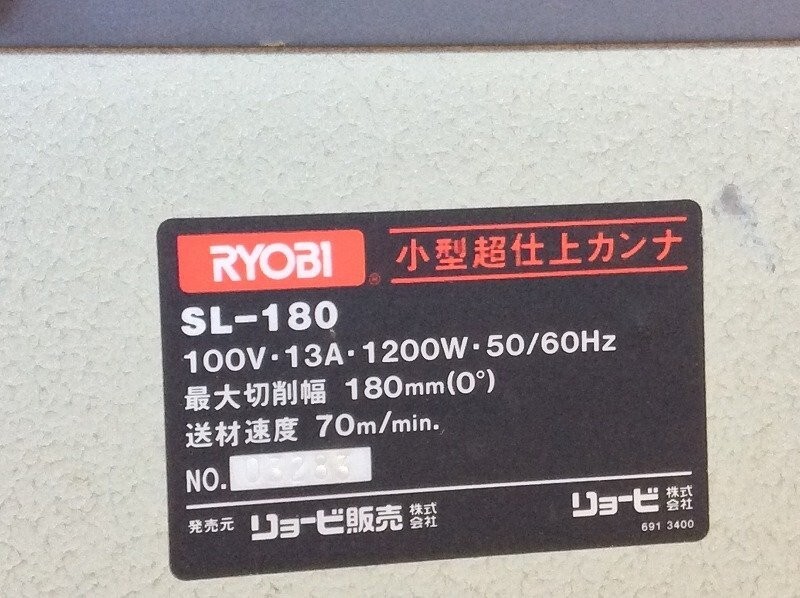 RYOBI® 小型超仕上カンナ
SL-180
100V・13A・1200W・50/60Hz
最大切削幅 180mm(0°)
送材速度 70m/min.
NO. 03283
発売元 リョービ販売株式会社 リョービ株式会社
691 3400